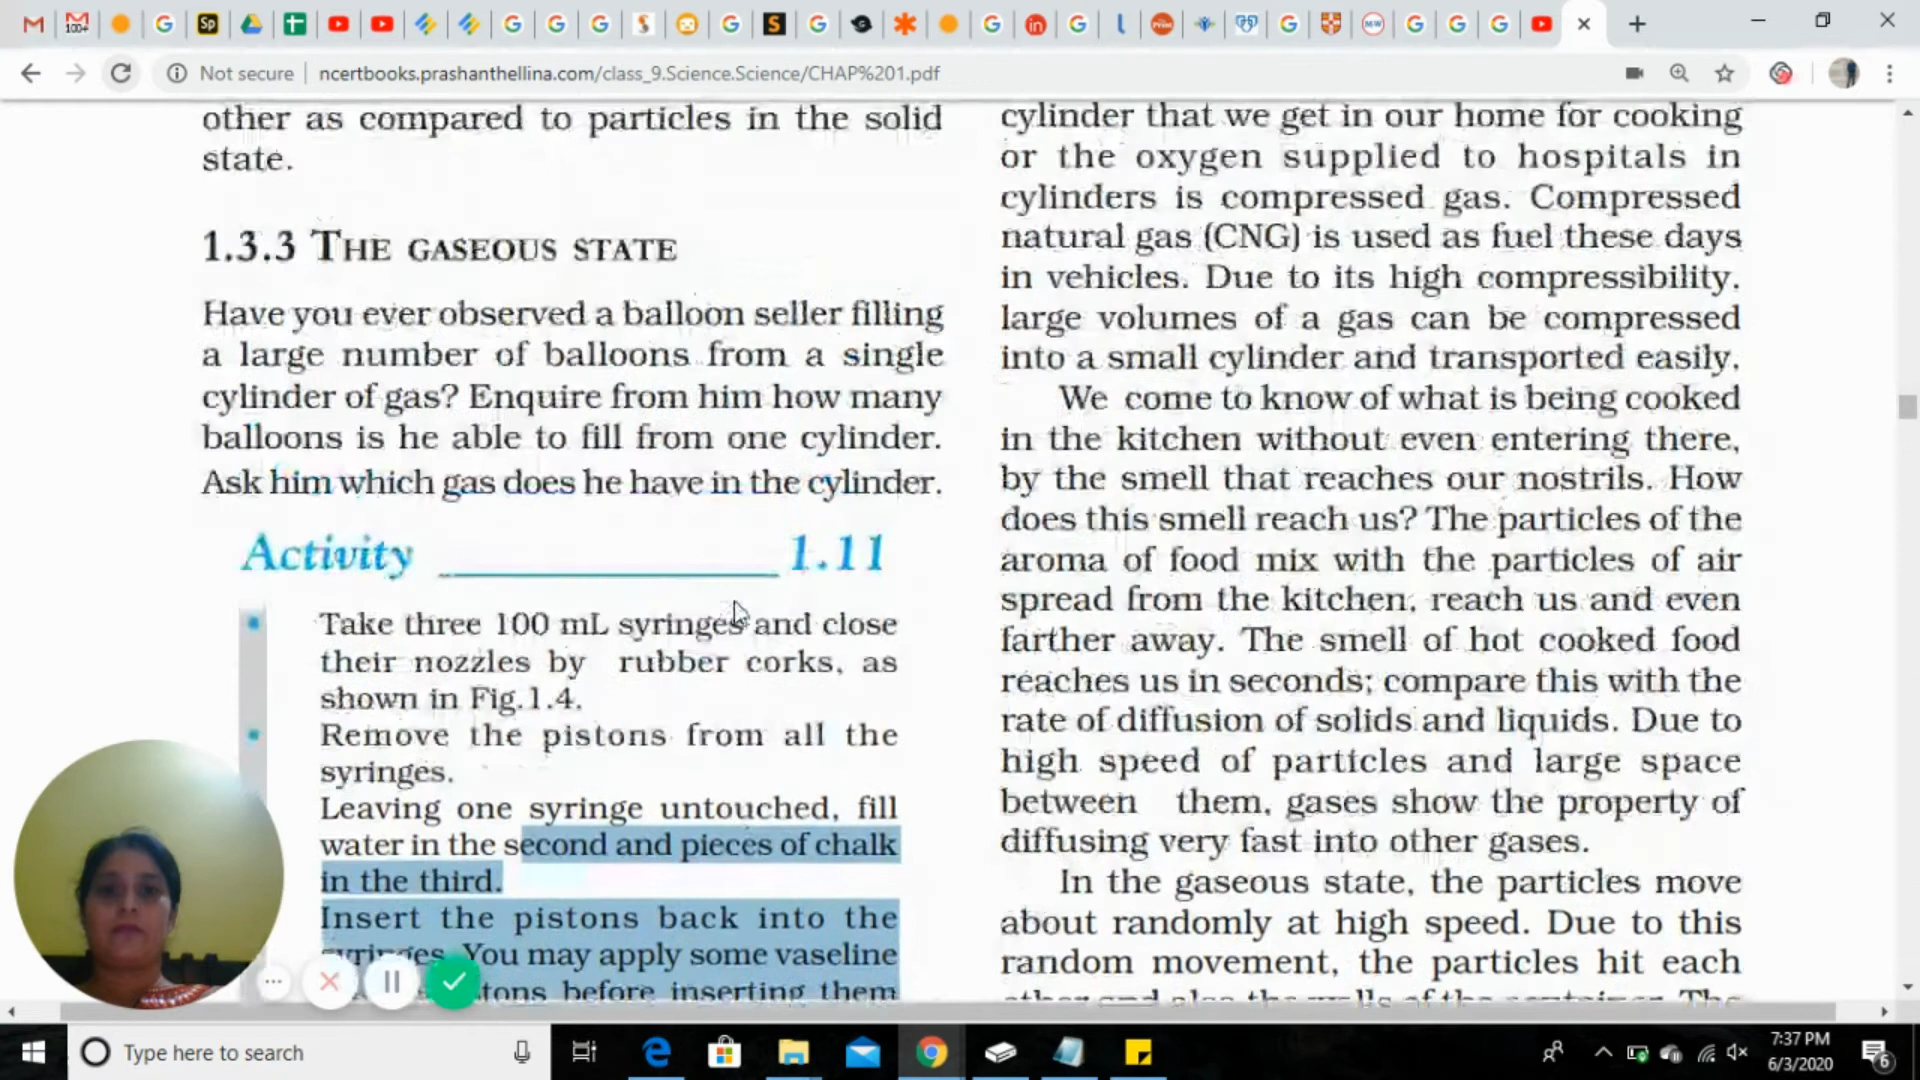 100+
Not secure
ncertbooks.prashanthellina.com/class_9.Science.Science/CHAP%201.pdf
other as compared to particles in the solid
state.
1.3.3 THE GASEOUS STATE
Have you ever observed a balloon seller filling
a large number of balloons from a single
cylinder of gas? Enquire from him how many
balloons is he able to fill from one cylinder.
Ask him which gas does he have in the cylinder.
Activity 1.11
Take three 100 mL syringes and close
their nozzles by rubber corks, as
shown in Fig.1.4.
Remove the pistons from all the
syringes.
Leaving one syringe untouched, fill
water in the second and pieces of chalk
in the third.
Insert the pistons back into the
You may apply some vaseline
before inserting them
cylinder that we get in our home for cooking
or the oxygen supplied to hospitals in
cylinders is compressed gas. Compressed
natural gas (CNG) is used as fuel these days
in vehicles. Due to its high compressibility,
large volumes of a gas can be compressed
into a small cylinder and transported easily.
We come to know of what is being cooked
in the kitchen without even entering there,
by the smell that reaches our nostrils. How
does this smell reach us? The particles of the
aroma of food mix with the particles of air
spread from the kitchen, reach us and even
farther away. The smell of hot cooked food
reaches us in seconds; compare this with the
rate of diffusion of solids and liquids. Due to
high speed of particles and large space
between them, gases show the property of
diffusing very fast into other gases.
In the gaseous state, the particles move
about randomly at high speed. Due to this
random movement, the particles hit each
Type here to search
7:37 PM
6/3/2020
6